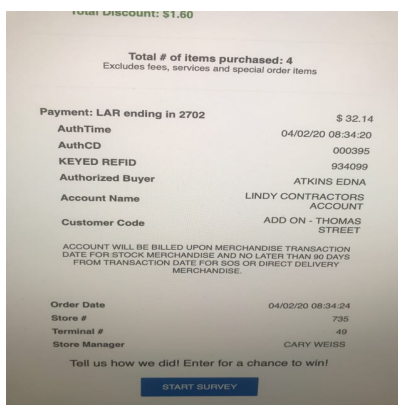 Total Discount: $1.60
Total # of items purchased: 4
Excludes fees, services and special order items
Payment: LAR ending in 2702 $ 32.14
AuthTime 04/02/20 08:34:20
AuthCD 000395
KEYED REFID 934099
Authorized Buyer ATKINS EDNA
Account Name LINDY CONTRACTORS
ACCOUNT
Customer Code ADD ON - THOMAS
STREET
ACCOUNT WILL BE BILLED UPON MERCHANDISE TRANSACTION
DATE FOR STOCK MERCHANDISE AND NO LATER THAN 90 DAYS
FROM TRANSACTION DATE FOR SOS OR DIRECT DELIVERY
MERCHANDISE.
Order Date 04/02/20 08:34:24
Store # 735
Terminal # 49
Store Manager CARY WEISS
Tell us how we did! Enter for a chance to win!
START SURVEY